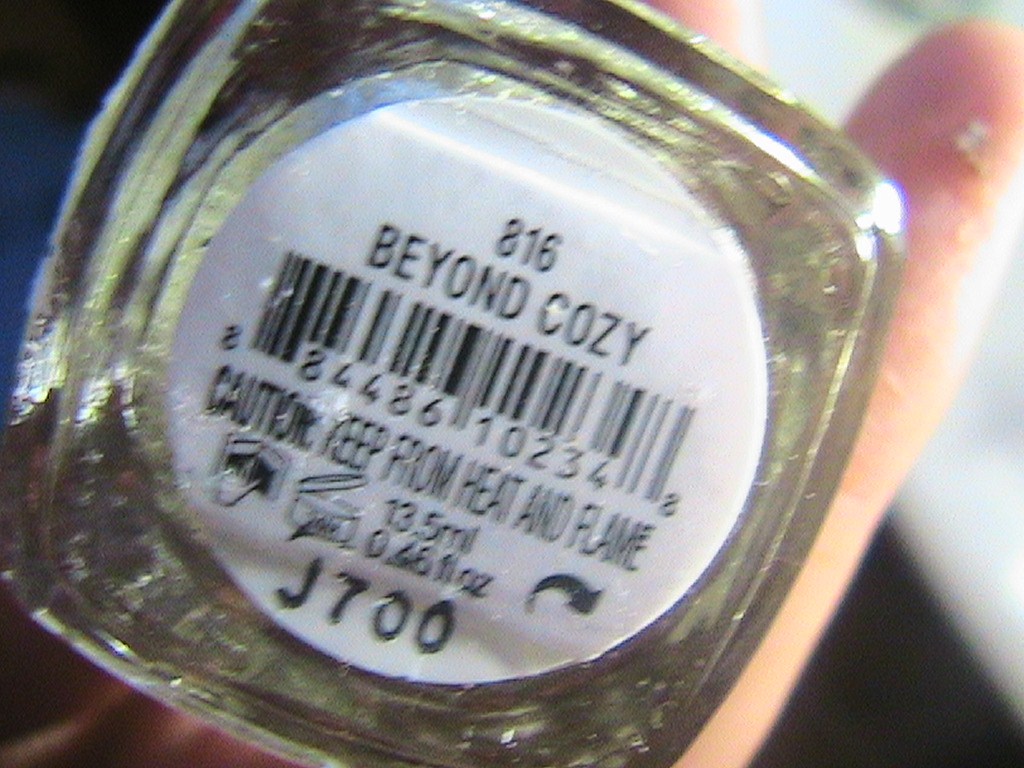 816
BEYOND COZY
8 84486 10234 8
CAUTION: KEEP FROM HEAT AND FLAME
13.5ml
0.46 fl oz
J700